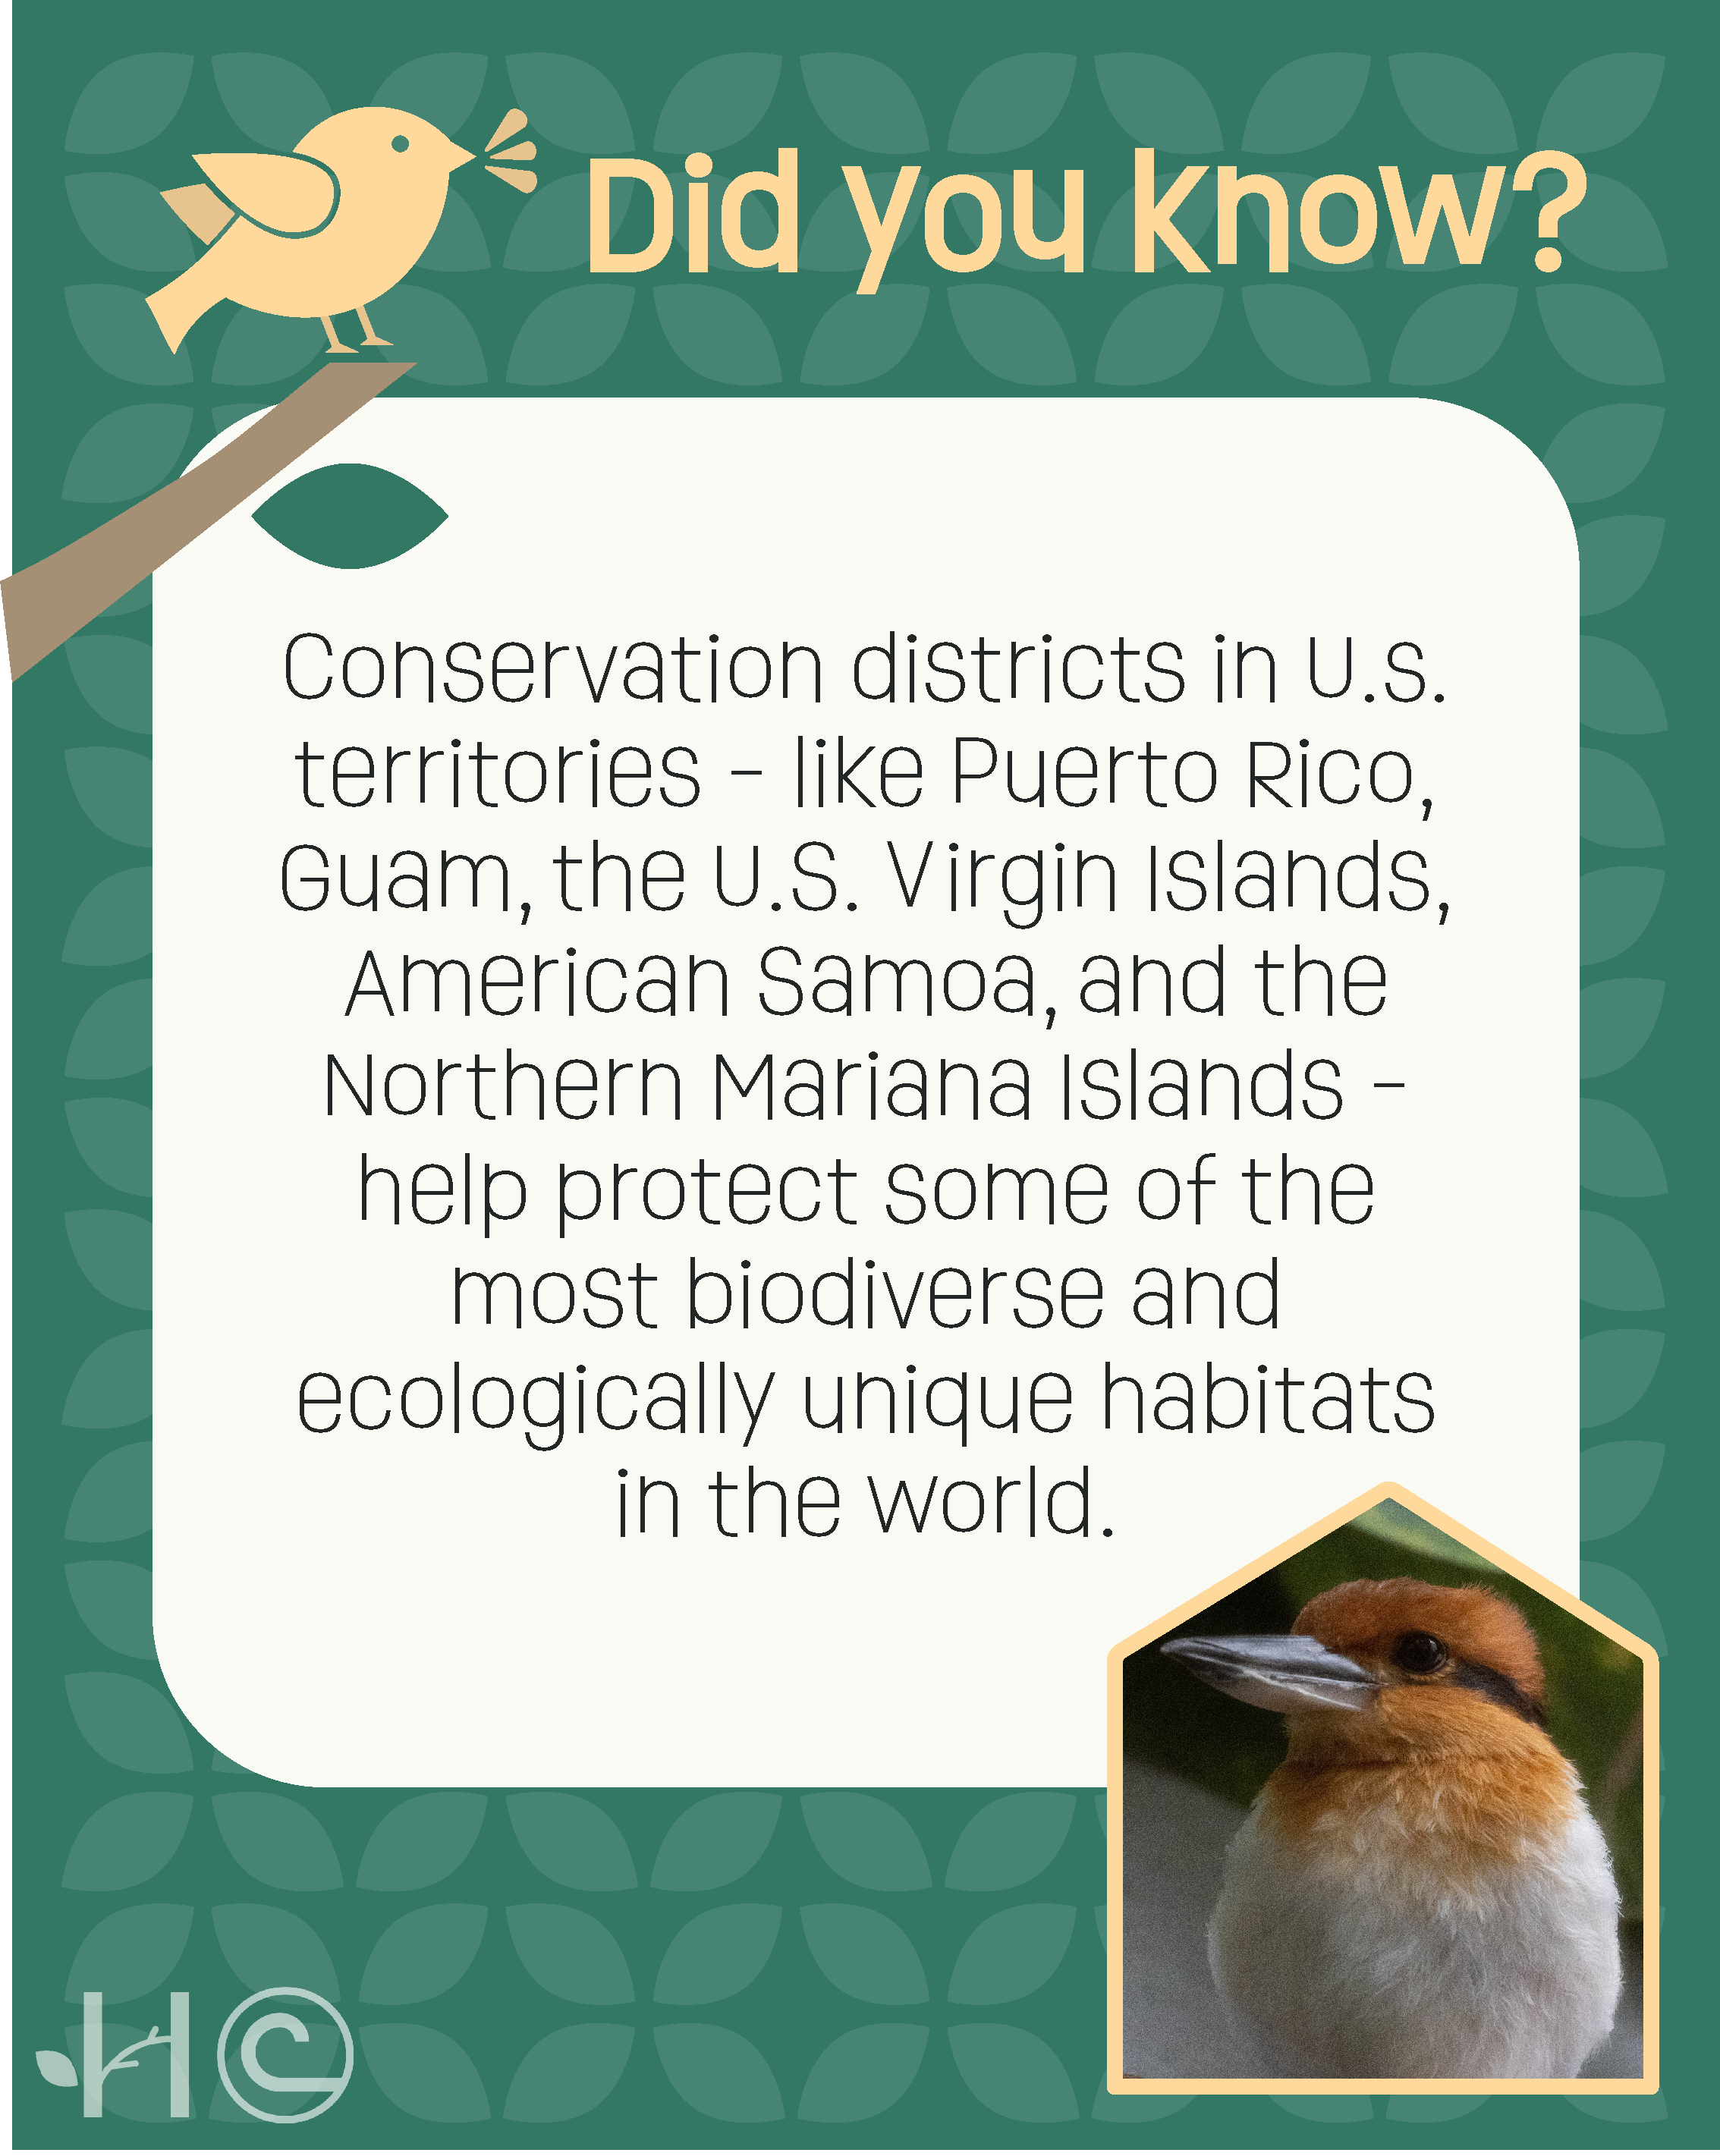 Did you know?
Conservation districts in U.S.
territories - like Puerto Rico,
Guam, the U.S. Virgin Islands,
American Samoa, and the
Northern Mariana Islands -
help protect some of the
most biodiverse and
ecologically unique habitats
in the world.
HC